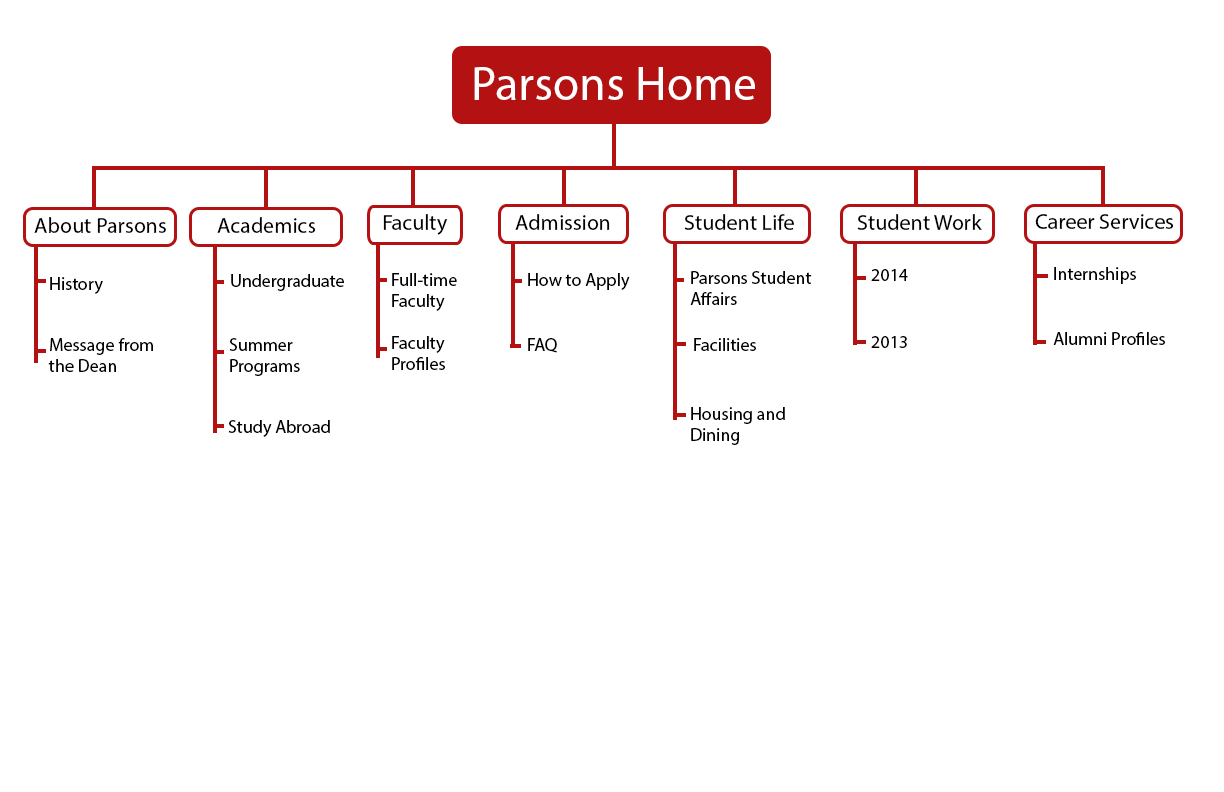 Parsons Home
About Parsons
History
Message from
the Dean
Academics
Undergraduate
Summer
Programs
Study Abroad
Faculty
Full-time
Faculty
Faculty
Profiles
Admission
How to Apply
FAQ
Student Life
Parsons Student
Affairs
Facilities
Housing and
Dining
Student Work
2014
2013
Career Services
Internships
Alumni Profiles